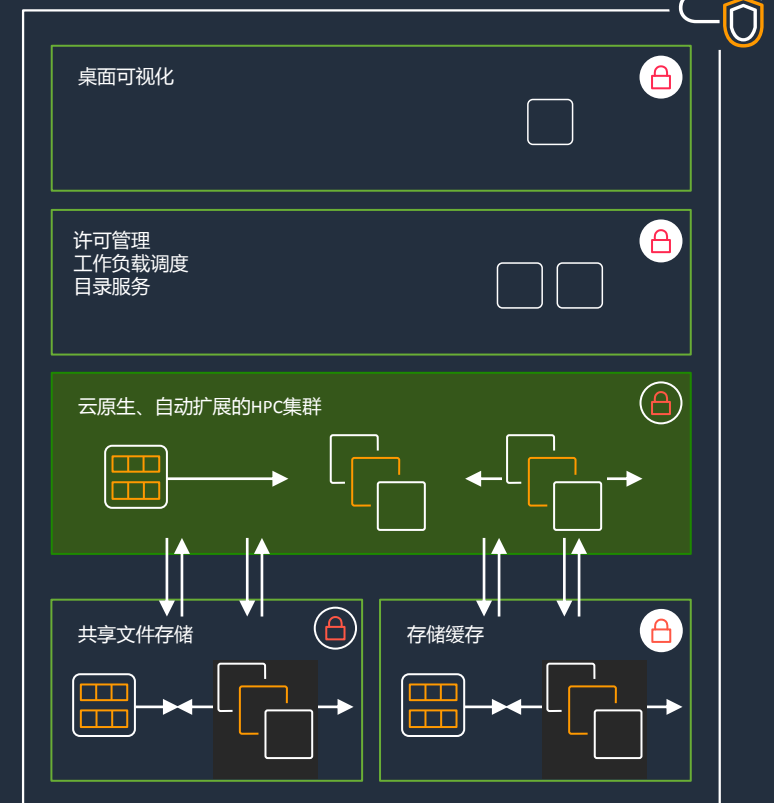 桌面可视化
许可管理
工作负载调度
目录服务
云原生、自动扩展的HPC集群
共享文件存储
存储缓存